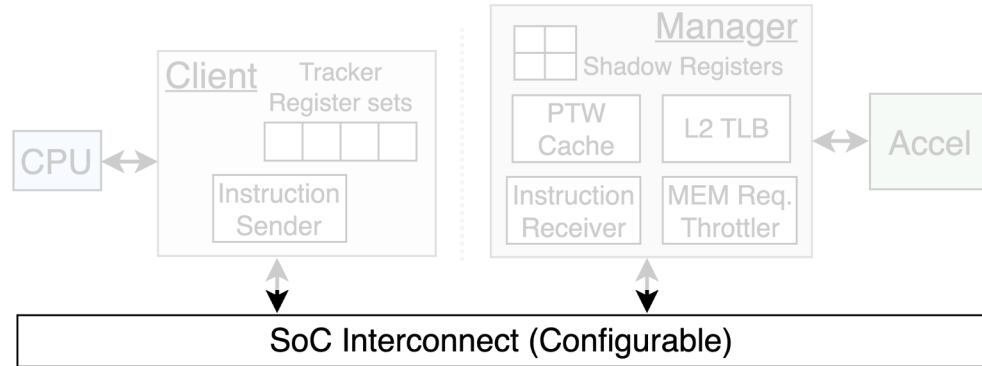 Manager
Shadow Registers
Client
Tracker
Register sets
PTW
Cache
L2 TLB
CPU
Accel
Instruction
Sender
Instruction
Receiver
MEM Req.
Throttler
SoC Interconnect (Configurable)